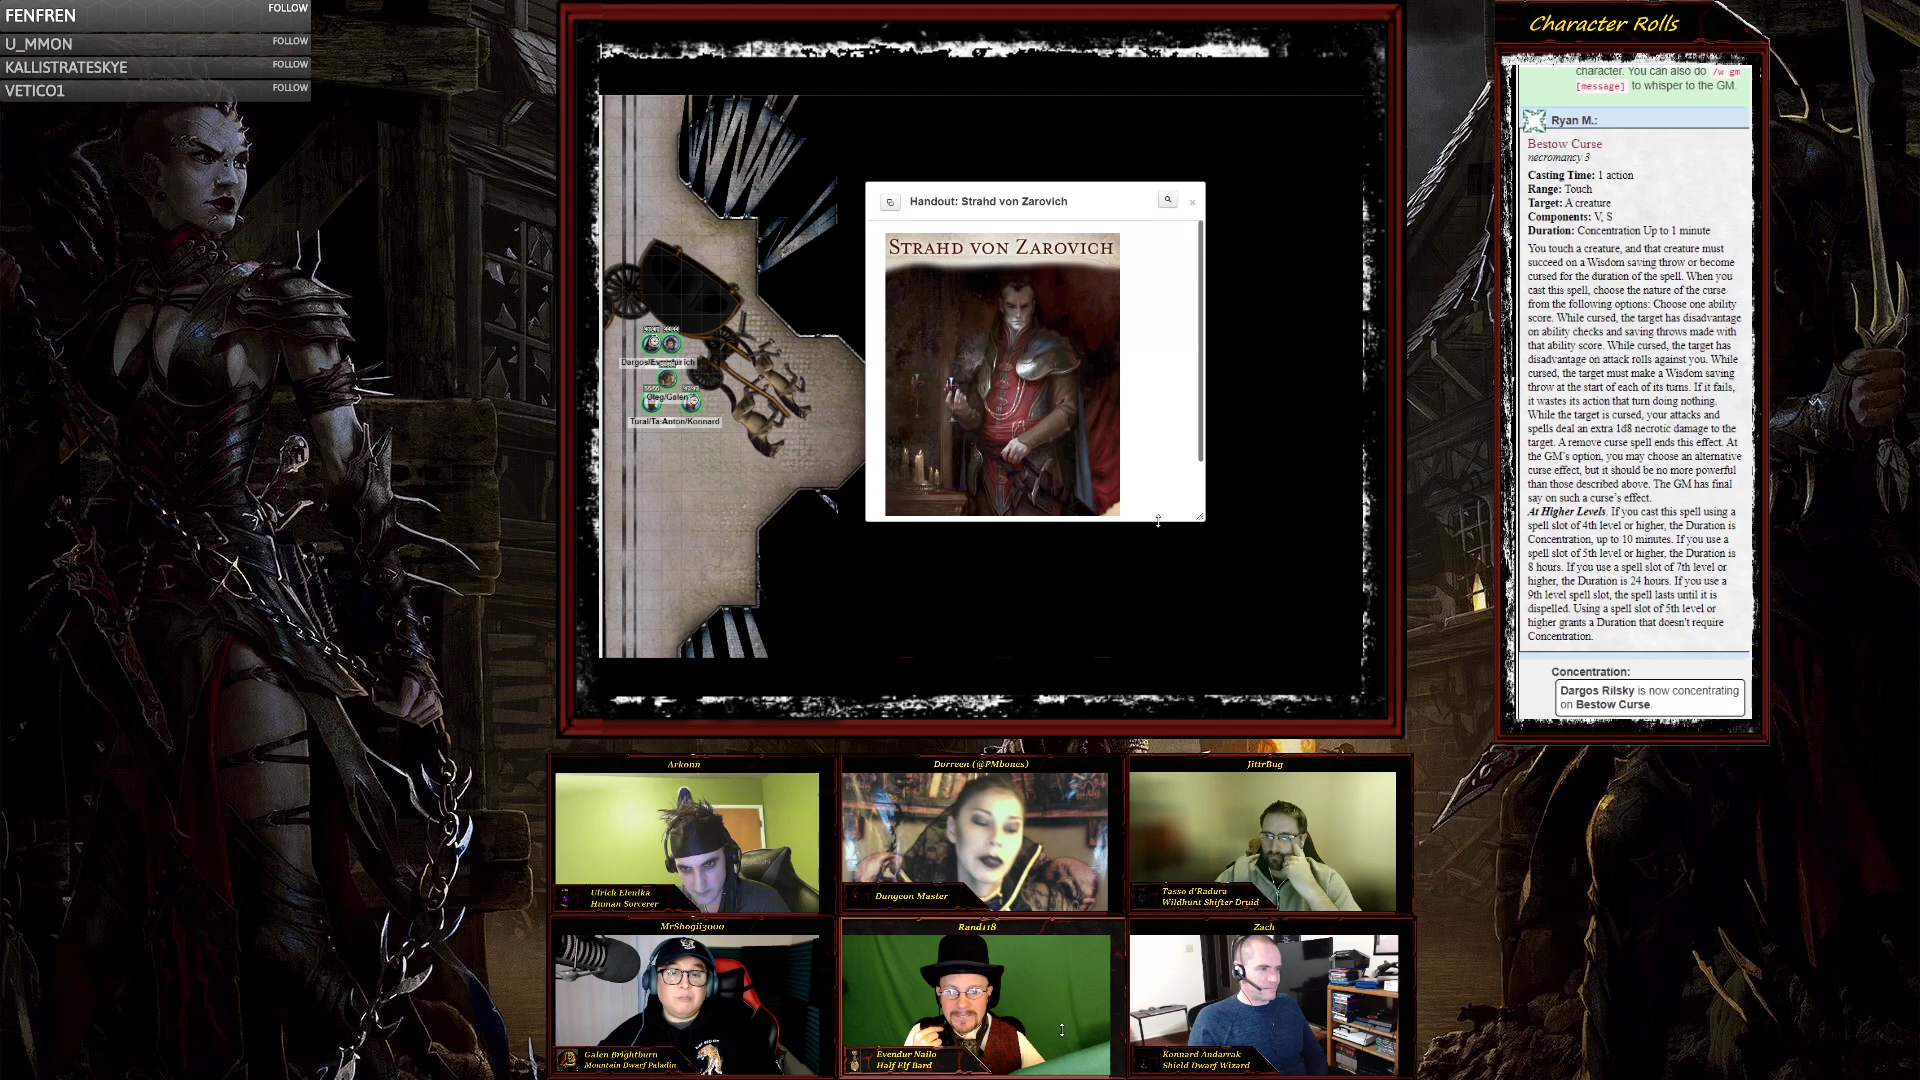 FENFREN FOLLOW
U_MMON FOLLOW
KALLISTRATESKYE FOLLOW
VETICO1 FOLLOW
Handout: Strahd von Zarovich
STRAHD VON ZAROVICH
Oleg/Galen
Anton/Konnard
Character Rolls
character. You can also do /w gm
[message] to whisper to the GM.
Ryan M.:
Bestow Curse
necromancy 3
Casting Time: 1 action
Range: Touch
Target: A creature
Components: V, S
Duration: Concentration Up to 1 minute
You touch a creature, and that creature must
succeed on a Wisdom saving throw or become
cursed for the duration of the spell. When you
cast this spell, choose the nature of the curse
from the following options: Choose one ability
score. While cursed, the target has disadvantage
on ability checks and saving throws made with
that ability score. While cursed, the target has
disadvantage on attack rolls against you. While
cursed, the target must make a Wisdom saving
throw at the start of each of its turns. If it fails,
it wastes its action that turn doing nothing.
While the target is cursed, your attacks and
spells deal an extra 1d8 necrotic damage to the
target. A remove curse spell ends this effect. At
the GM's option, you may choose an alternative
curse effect, but it should be no more powerful
than those described above. The GM has final
say on such a curse's effect.
At Higher Levels. If you cast this spell using a
spell slot of 4th level or higher, the Duration is
Concentration, up to 10 minutes. If you use a
spell slot of 5th level or higher, the Duration is
8 hours. If you use a spell slot of 7th level or
higher, the Duration is 24 hours. If you use a
9th level spell slot, the spell lasts until it is
dispelled. Using a spell slot of 5th level or
higher grants a Duration that doesn't require
Concentration.
Concentration:
Dargos Rilsky is now concentrating
on Bestow Curse.
Arkonn
Ulrich Elenika
Human Sorcerer
Dorreen (@PMbones)
Dungeon Master
JittrBug
Tasso d'Radura
Wildhunt Shifter Druid
MrShogii3000
Galen Brightburn
Mountain Dwarf Paladin
Rand118
Evendur Nailo
Half Elf Bard
Zach
Konnard Andarrak
Shield Dwarf Wizard